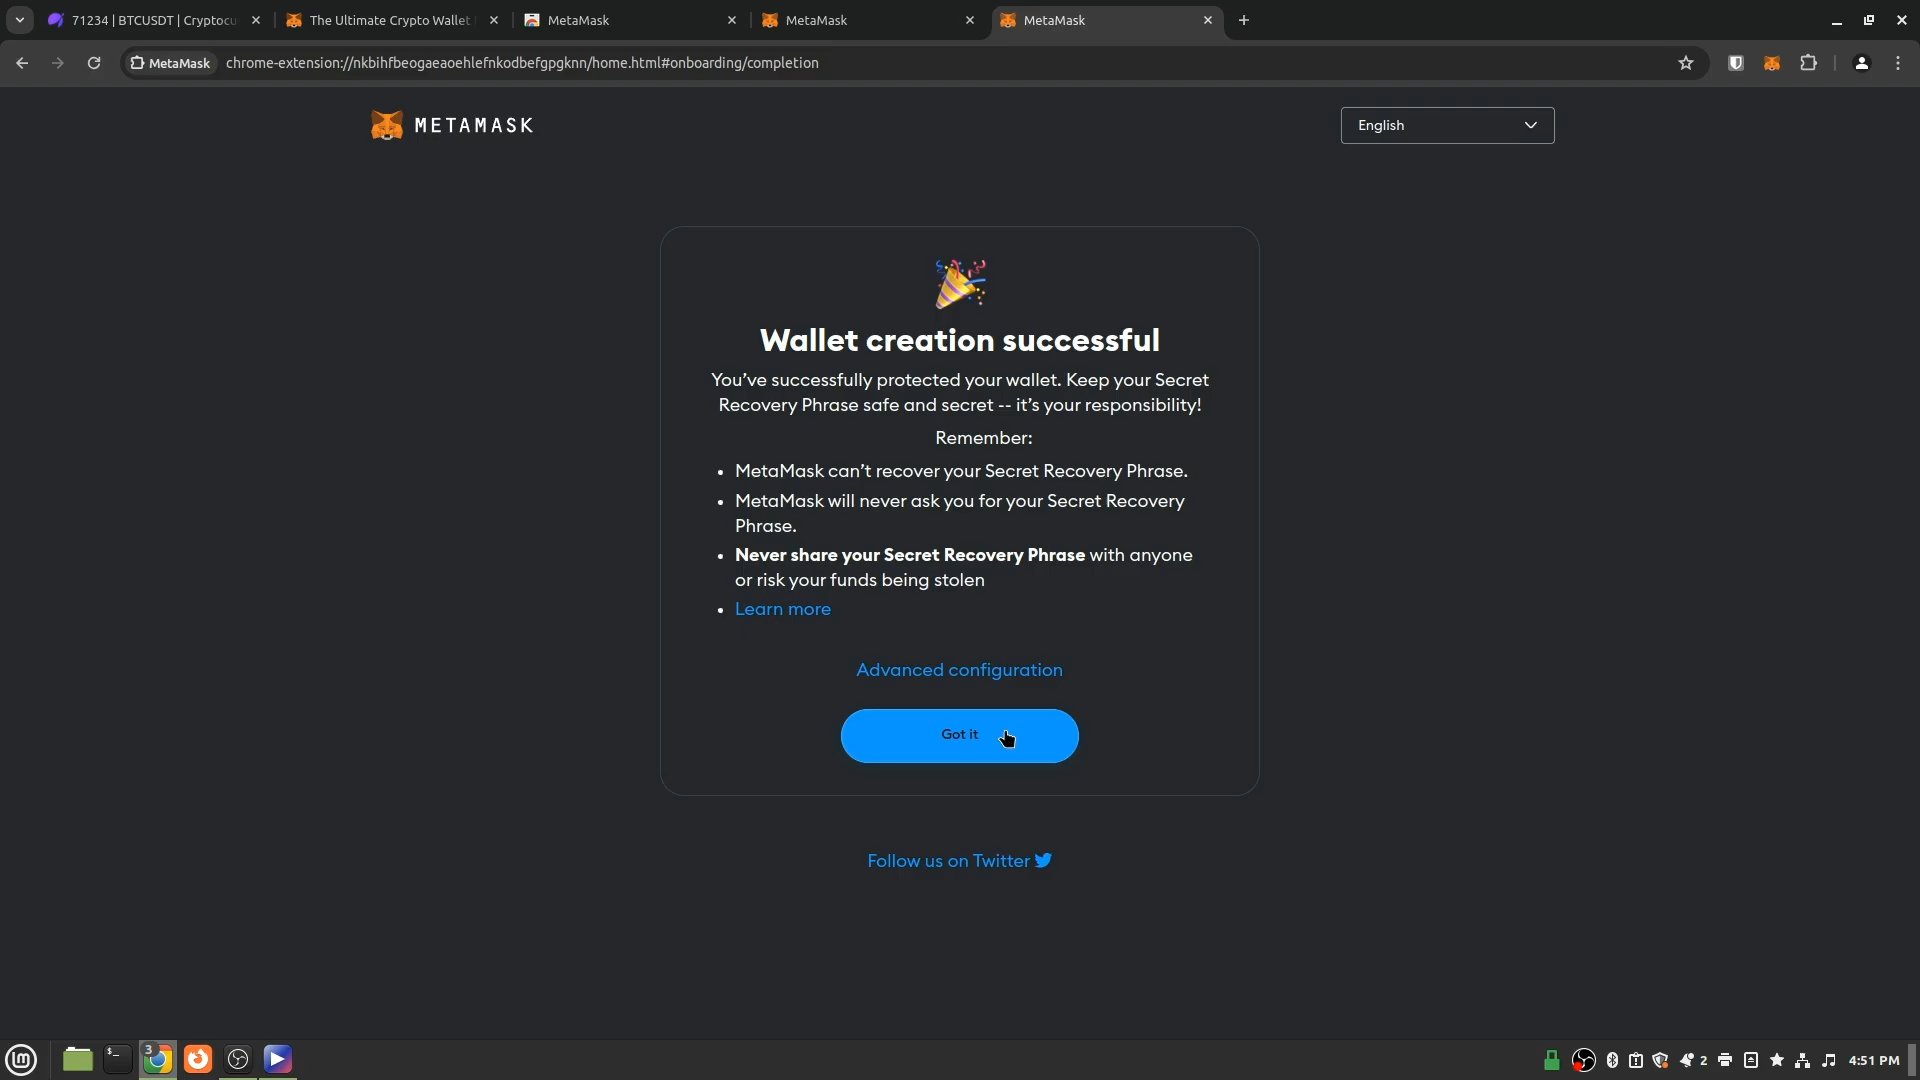 71234 | BTCUSDT | Cryptocu
The Ultimate Crypto Wallet
MetaMask
MetaMask
MetaMask
MetaMask
chrome-extension://nkbihfbeogaeaoehlefnkodbefgpgknn/home.html#onboarding/completion
METAMASK
English
Wallet creation successful
You’ve successfully protected your wallet. Keep your Secret
Recovery Phrase safe and secret -- it’s your responsibility!
Remember:
• MetaMask can’t recover your Secret Recovery Phrase.
• MetaMask will never ask you for your Secret Recovery
Phrase.
• Never share your Secret Recovery Phrase with anyone
or risk your funds being stolen
• Learn more
Advanced configuration
Got it
Follow us on Twitter
$_
3
2
4:51 PM